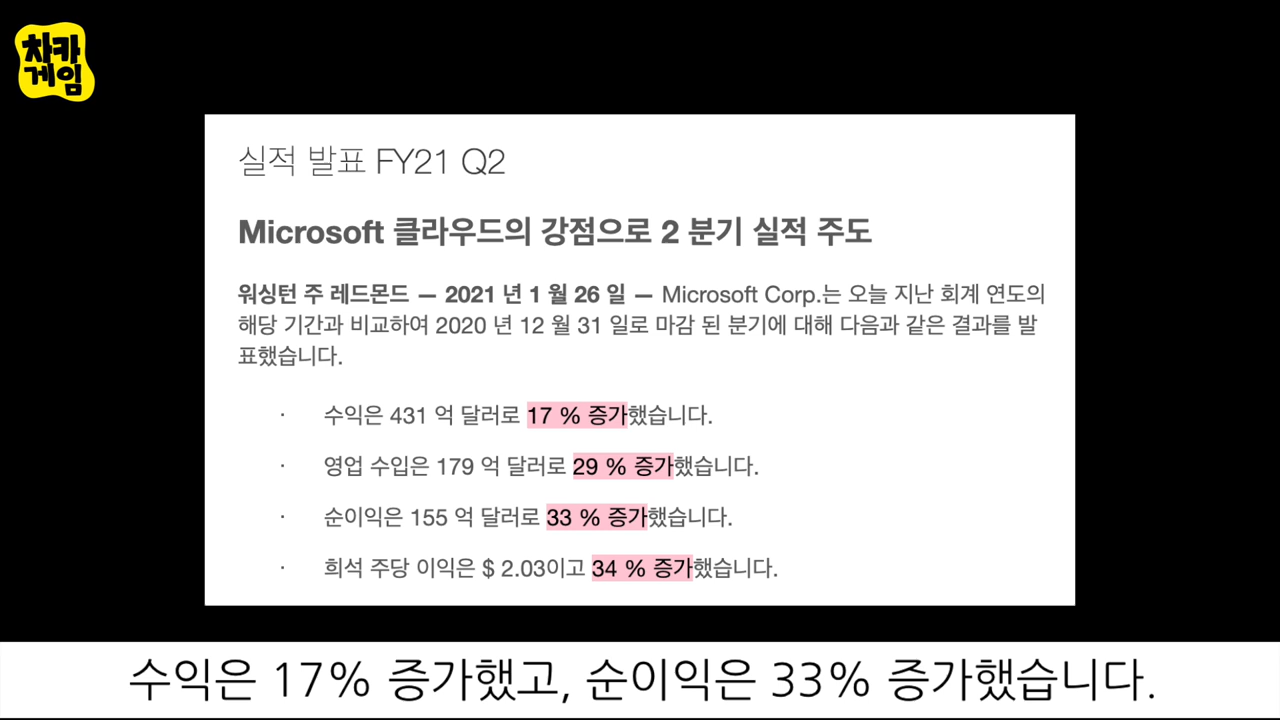 차카
게임
실적 발표 FY21 Q2
Microsoft 클라우드의 강점으로 2 분기 실적 주도
워싱턴 주 레드몬드 — 2021 년 1 월 26 일 — Microsoft Corp.는 오늘 지난 회계 연도의
해당 기간과 비교하여 2020 년 12 월 31 일로 마감 된 분기에 대해 다음과 같은 결과를 발
표했습니다.
· 수익은 431 억 달러로 17 % 증가했습니다.
· 영업 수입은 179 억 달러로 29 % 증가했습니다.
· 순이익은 155 억 달러로 33 % 증가했습니다.
· 희석 주당 이익은 $ 2.03이고 34 % 증가했습니다.
수익은 17% 증가했고, 순이익은 33% 증가했습니다.